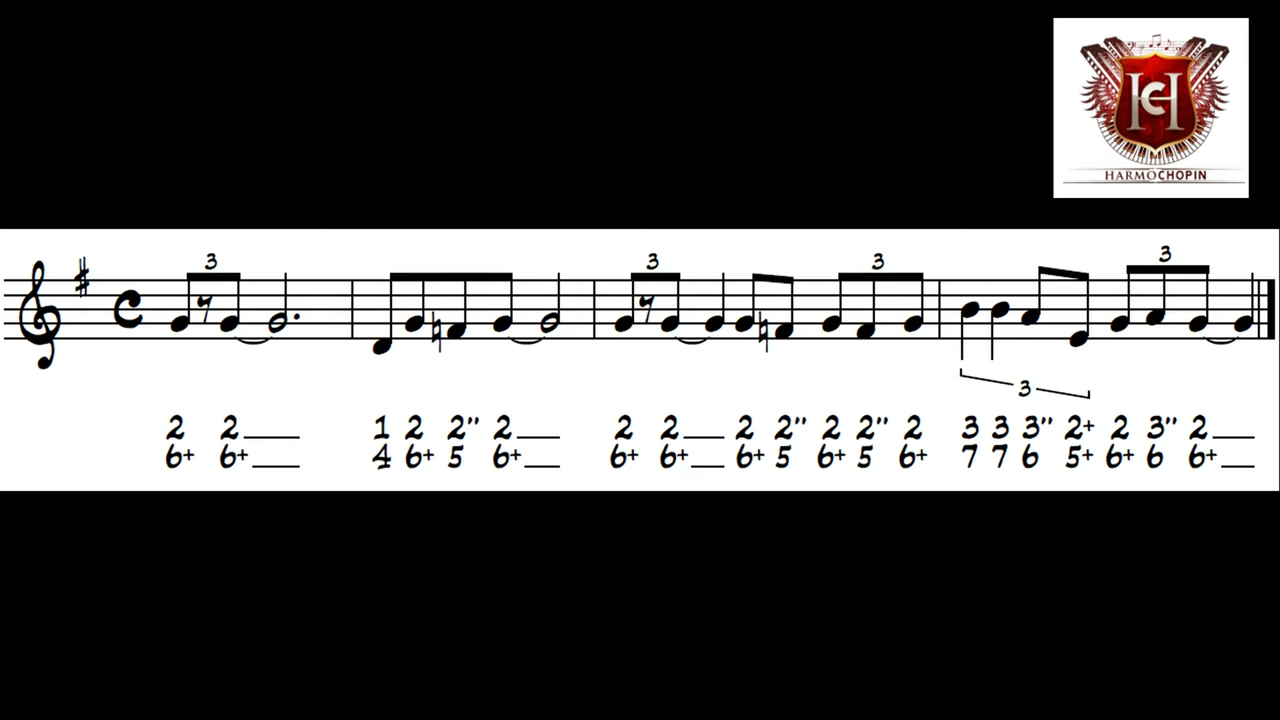 HARMOCHOPIN
3 3 3 3
2 2 1 2 2" 2 2 2 2 2" 2 2" 2 3 3 3" 2+ 2 3" 2
6+ 6+ 4 6+ 5 6+ 6+ 6+ 6+ 5 6+ 5 6+ 7 7 6 5+ 6+ 6 6+
3